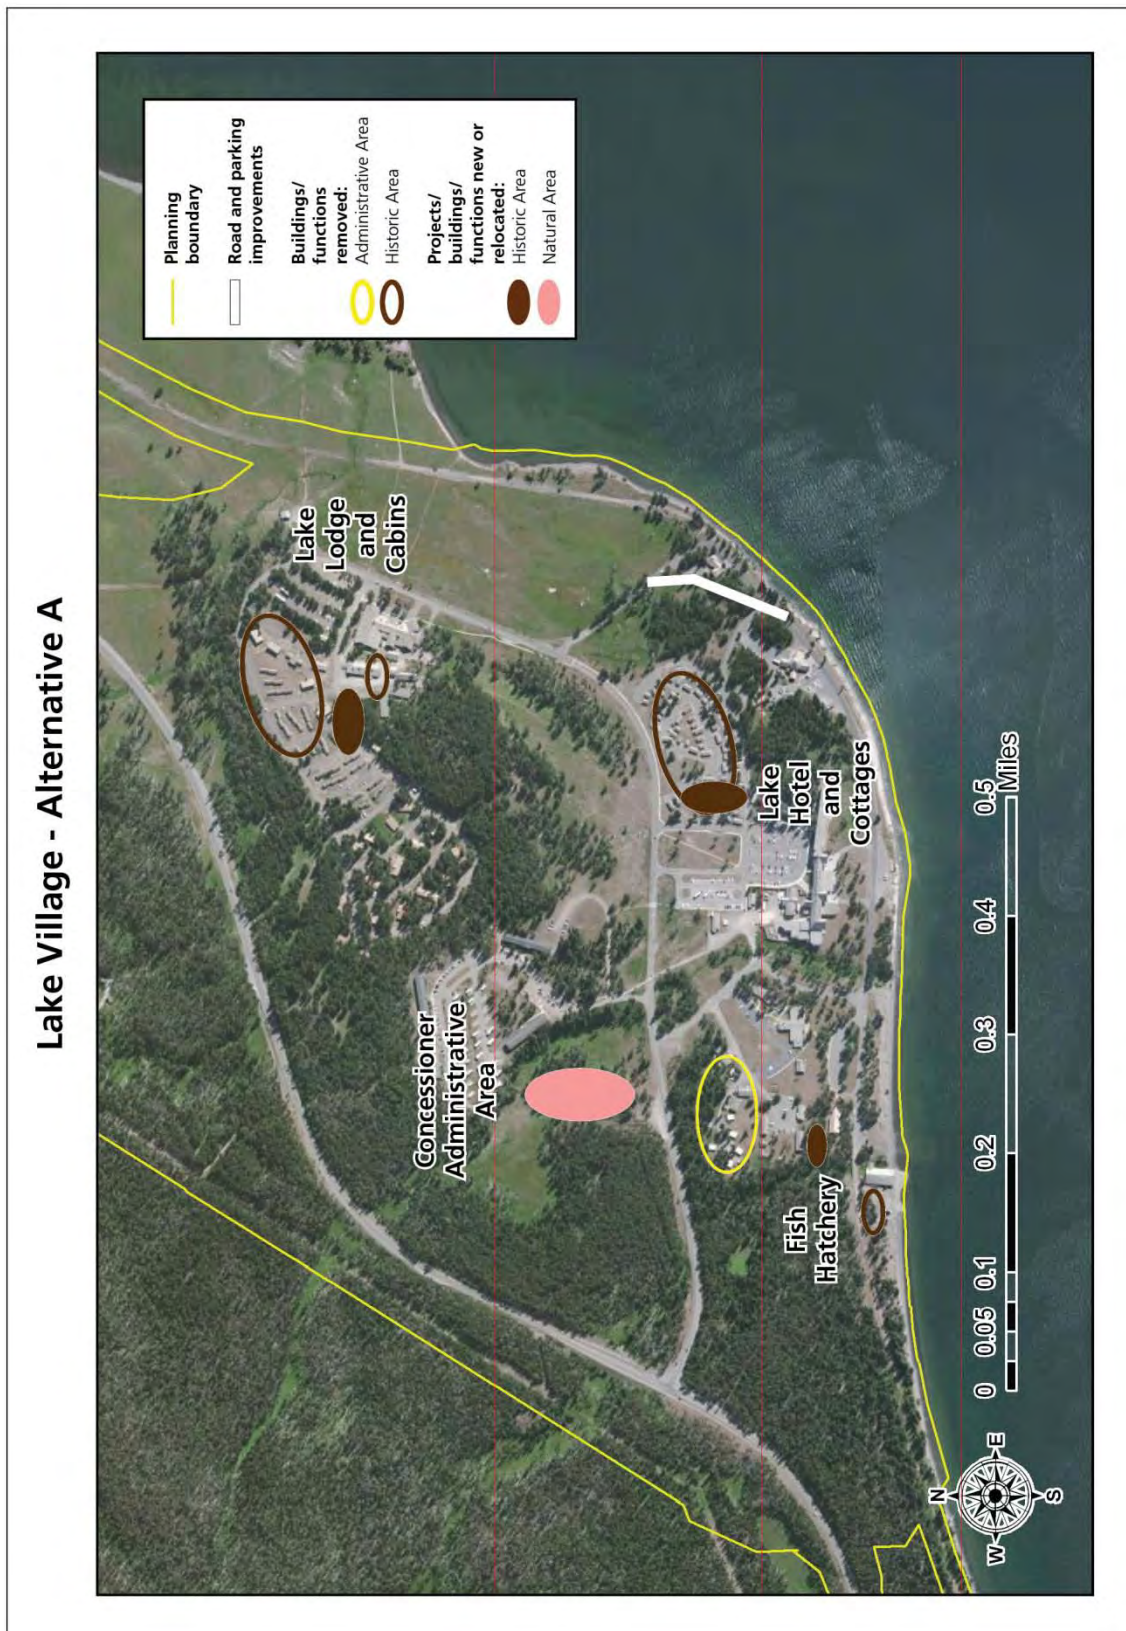 Lake Village - Alternative A
Planning
boundary
Road and parking
improvements
Buildings/
functions
removed:
Administrative Area
Historic Area
Projects/
buildings/
functions new or
relocated:
Historic Area
Natural Area
Lake
Lodge
and
Cabins
Concessioner
Administrative
Area
Lake
Hotel
and
Cottages
Fish
Hatchery
N
W
E
S
0 0.05 0.1 0.2 0.3 0.4 0.5
Miles